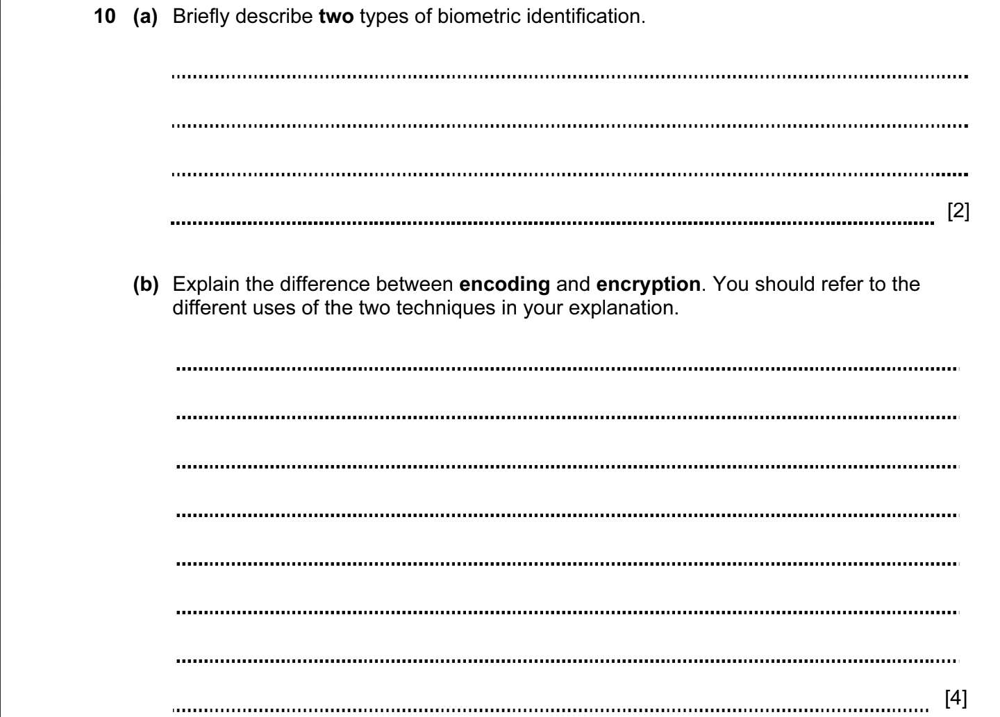 10 (a) Briefly describe two types of biometric identification.
[2]
(b) Explain the difference between encoding and encryption. You should refer to the
different uses of the two techniques in your explanation.
[4]